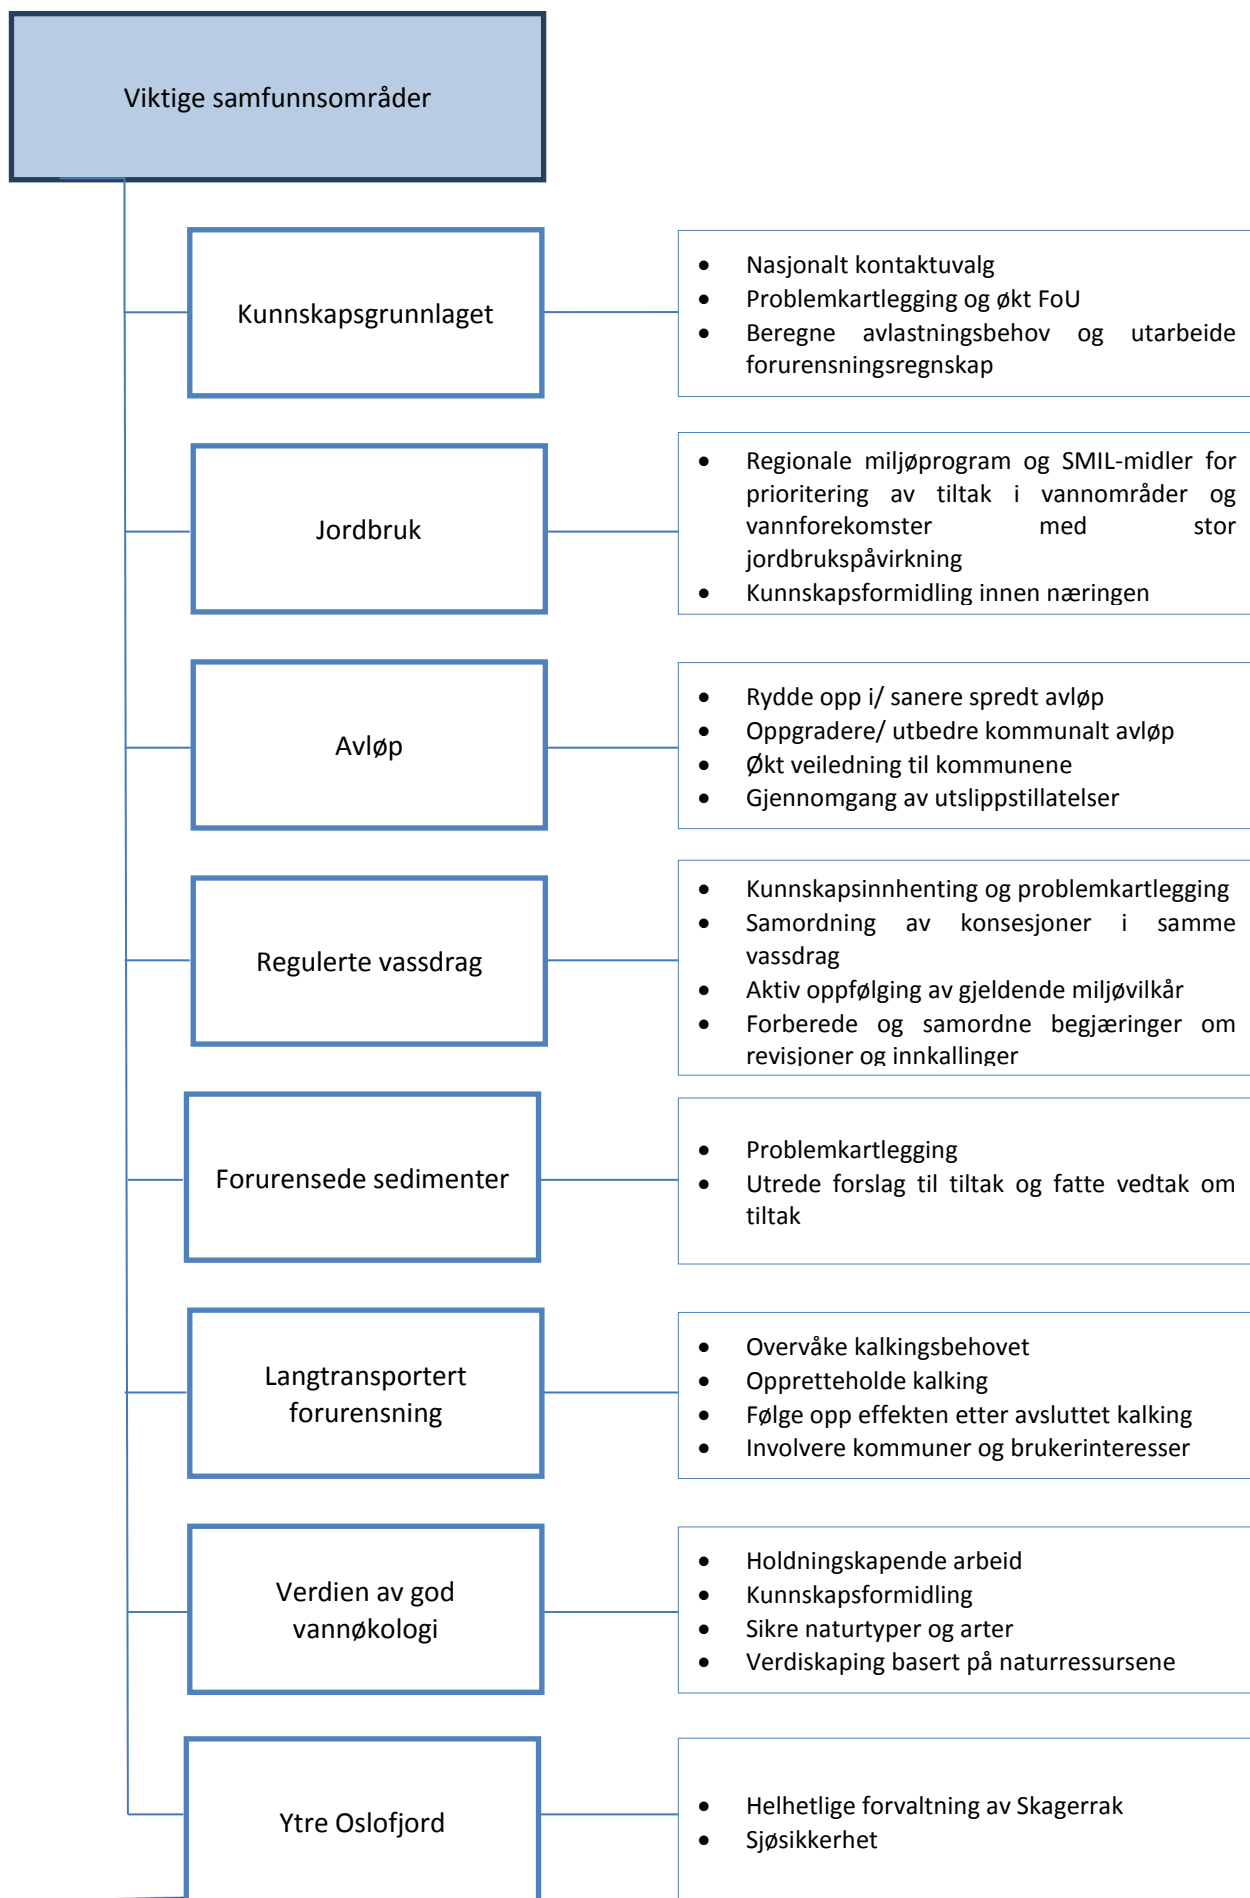 Viktige samfunnsområder
Kunnskapsgrunnlaget
• Nasjonalt kontaktuvalg
• Problemkartlegging og økt FoU
• Beregne avlastningsbehov og utarbeide
forurensningsregnskap
Jordbruk
• Regionale miljøprogram og SMIL-midler for
prioritering av tiltak i vannområder og
vannforekomster med stor
jordbrukspåvirkning
• Kunnskapsformidling innen næringen
Avløp
• Rydde opp i/ sanere spredt avløp
• Oppgradere/ utbedre kommunalt avløp
• Økt veiledning til kommunene
• Gjennomgang av utslippstillatelser
Regulerte vassdrag
• Kunnskapsinnhenting og problemkartlegging
• Samordning av konsesjoner i samme
vassdrag
• Aktiv oppfølging av gjeldende miljøvilkår
• Forberede og samordne begjæringer om
revisjoner og innkallinger
Forurensede sedimenter
• Problemkartlegging
• Utrede forslag til tiltak og fatte vedtak om
tiltak
Langtransportert
forurensning
• Overvåke kalkingsbehovet
• Oppretteholde kalking
• Følge opp effekten etter avsluttet kalking
• Involvere kommuner og brukerinteresser
Verdien av god
vannøkologi
• Holdningskapende arbeid
• Kunnskapsformidling
• Sikre naturtyper og arter
• Verdiskaping basert på naturressursene
Ytre Oslofjord
• Helhetlige forvaltning av Skagerrak
• Sjøsikkerhet